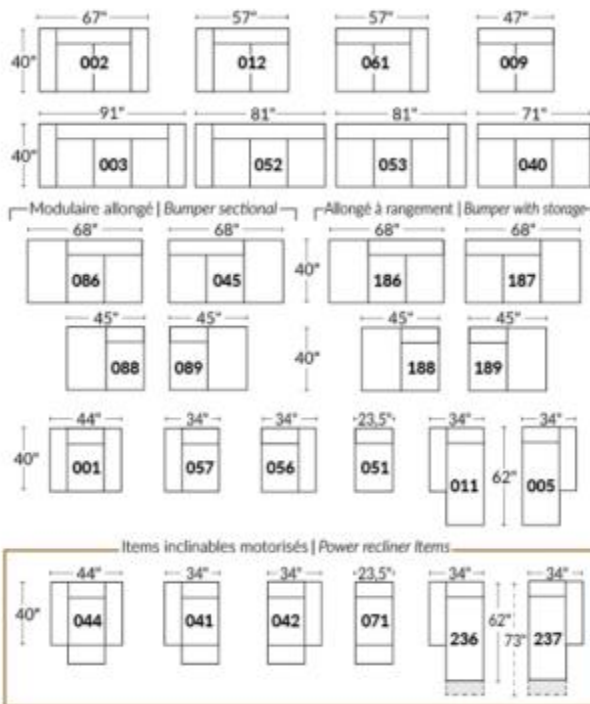 67" 57" 57" 47"
40" 002 012 061 009
91" 81" 81" 71"
40" 003 052 053 040
Modulaire allongé | Bumper sectional Allongé à rangement | Bumper with storage
68" 68" 68" 68"
086 045 40" 186 187
45" 45" 45" 45"
088 089 40" 188 189
44" 34" 34" 23,5" 34" 34"
40" 001 057 056 051 011 62" 005
Items inclinables motorisés | Power recliner Items
44" 34" 34" 23,5" 34" 34"
40" 044 041 042 071 236 62" 73" 237